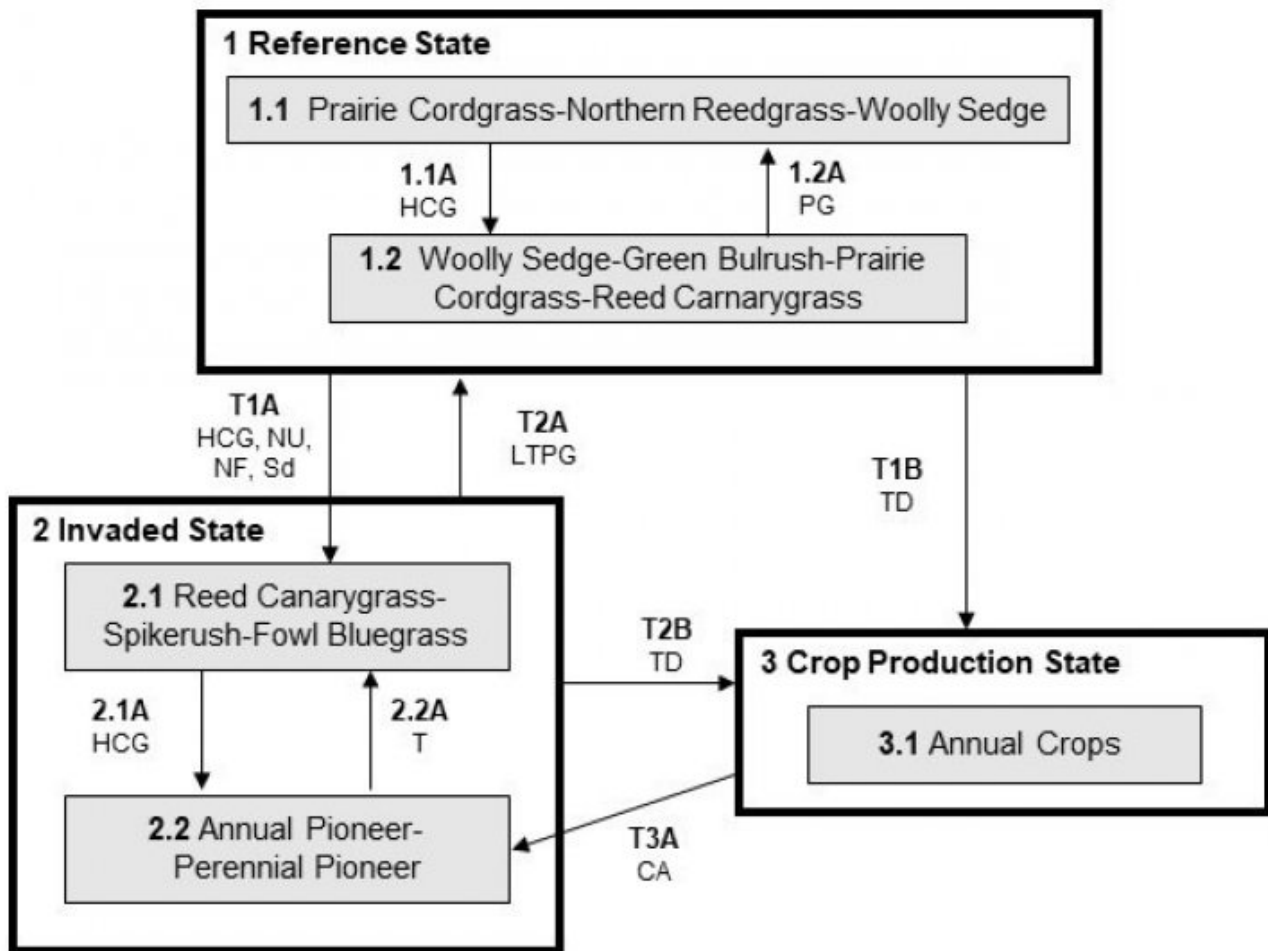 1 Reference State
1.1 Prairie Cordgrass-Northern Reedgrass-Woolly Sedge
1.1A
HCG
1.2A
PG
1.2 Woolly Sedge-Green Bulrush-Prairie
Cordgrass-Reed Carnarygrass
T1A
HCG, NU,
NF, Sd
T2A
LTPG
T1B
TD
2 Invaded State
2.1 Reed Canarygrass-
Spikerush-Fowl Bluegrass
2.1A
HCG
2.2A
T
2.2 Annual Pioneer-
Perennial Pioneer
T2B
TD
3 Crop Production State
3.1 Annual Crops
T3A
CA